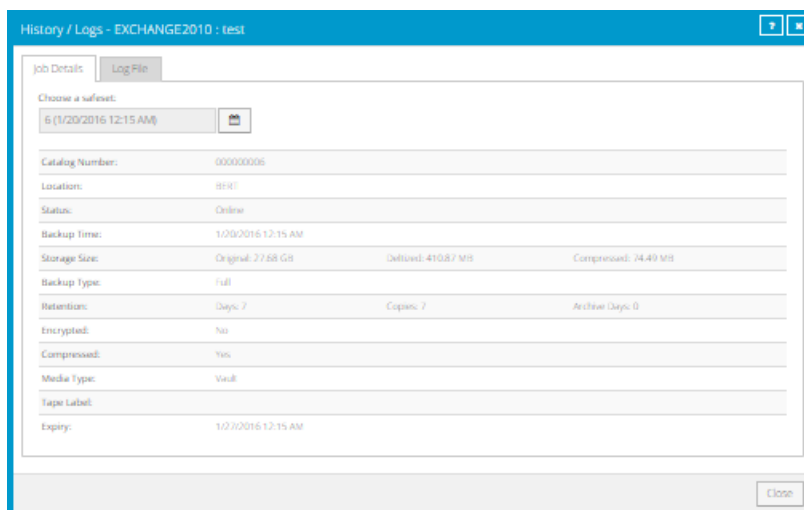 History / Logs - EXCHANGE2010 : test
? ×
Job Details Log File
Choose a safeset:
6 (1/20/2016 12:15 AM)
Catalog Number: 000000006
Location: BERT
Status: Online
Backup Time: 1/20/2016 12:15 AM
Storage Size: Original: 27.68 GB Deltized: 410.87 MB Compressed: 74.49 MB
Backup Type: Full
Retention: Days: 7 Copies: 7 Archive Days: 0
Encrypted: No
Compressed: Yes
Media Type: Vault
Tape Label:
Expiry: 1/27/2016 12:15 AM
Close